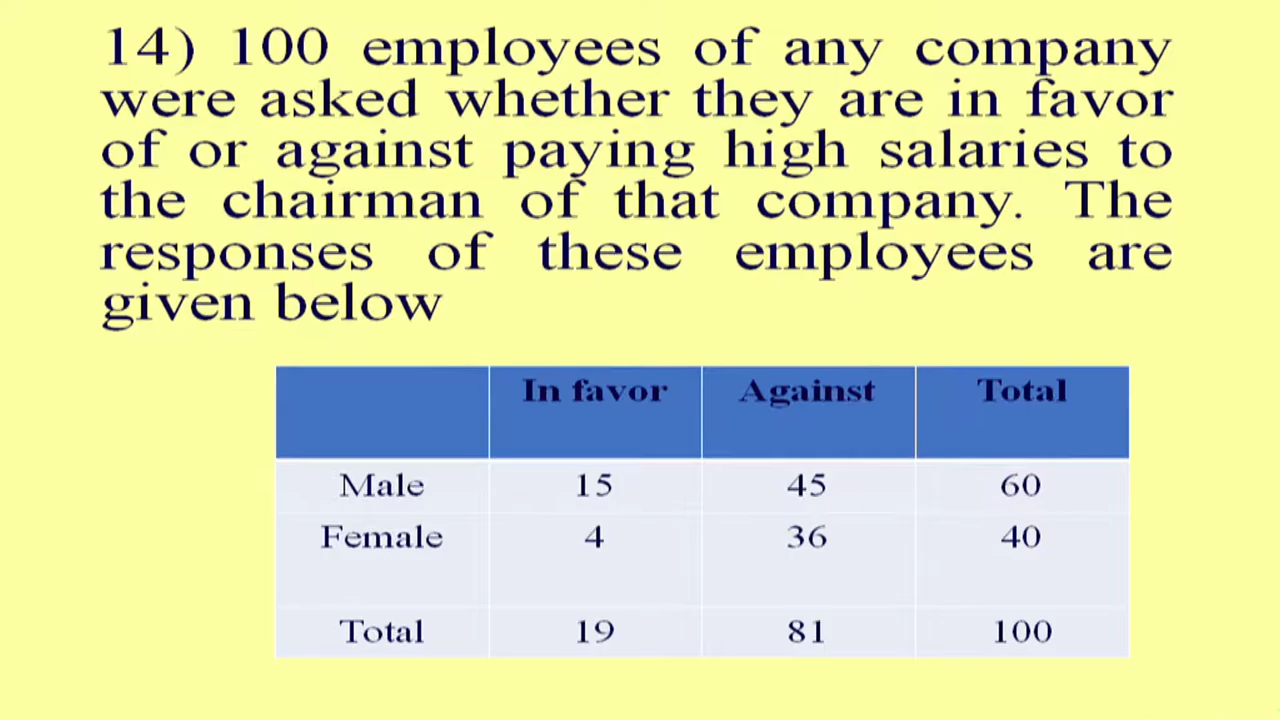 14) 100 employees of any company
were asked whether they are in favor
of or against paying high salaries to
the chairman of that company. The
responses of these employees are
given below
In favor Against Total
Male 15 45 60
Female 4 36 40
Total 19 81 100